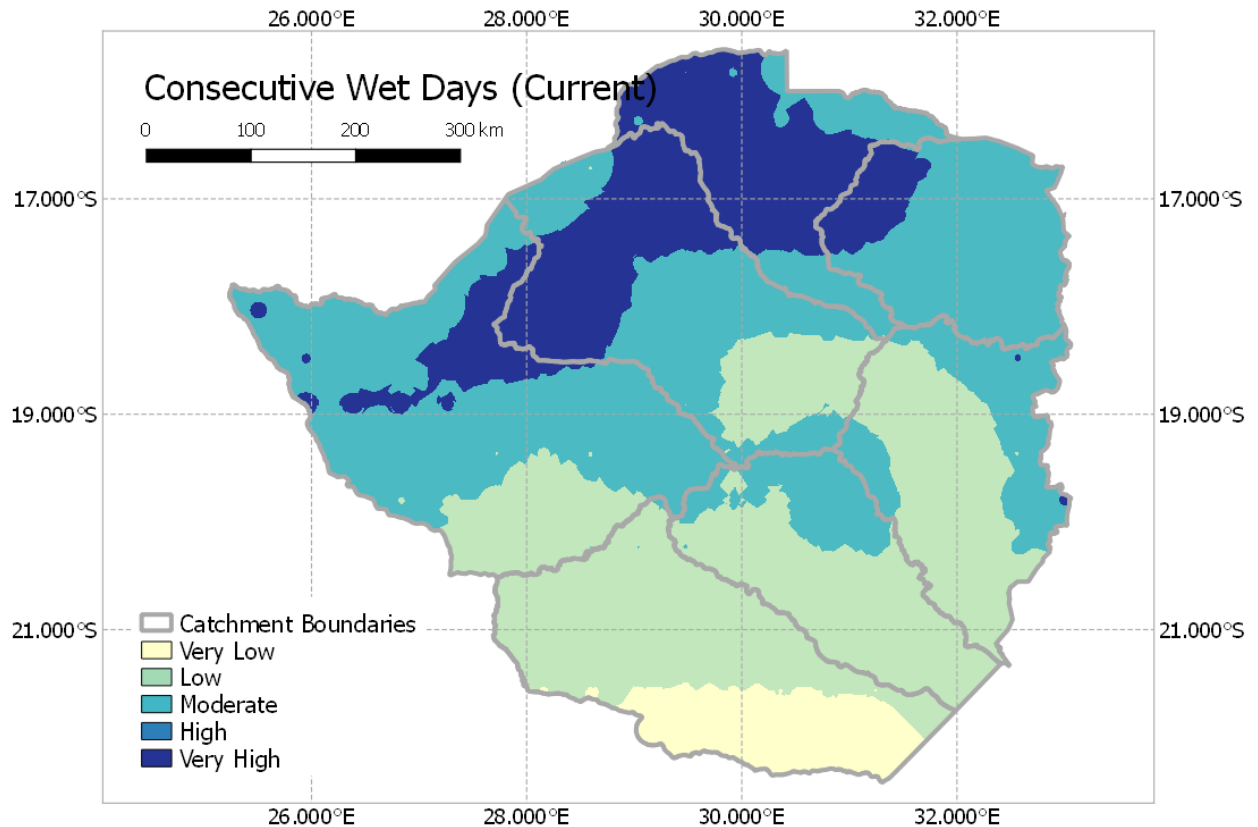 26.000°E 28.000°E 30.000°E 32.000°E
Consecutive Wet Days (Current)
0 100 200 300 km
17.000°S 17.000°S
19.000°S 19.000°S
21.000°S 21.000°S
Catchment Boundaries
Very Low
Low
Moderate
High
Very High
26.000°E 28.000°E 30.000°E 32.000°E